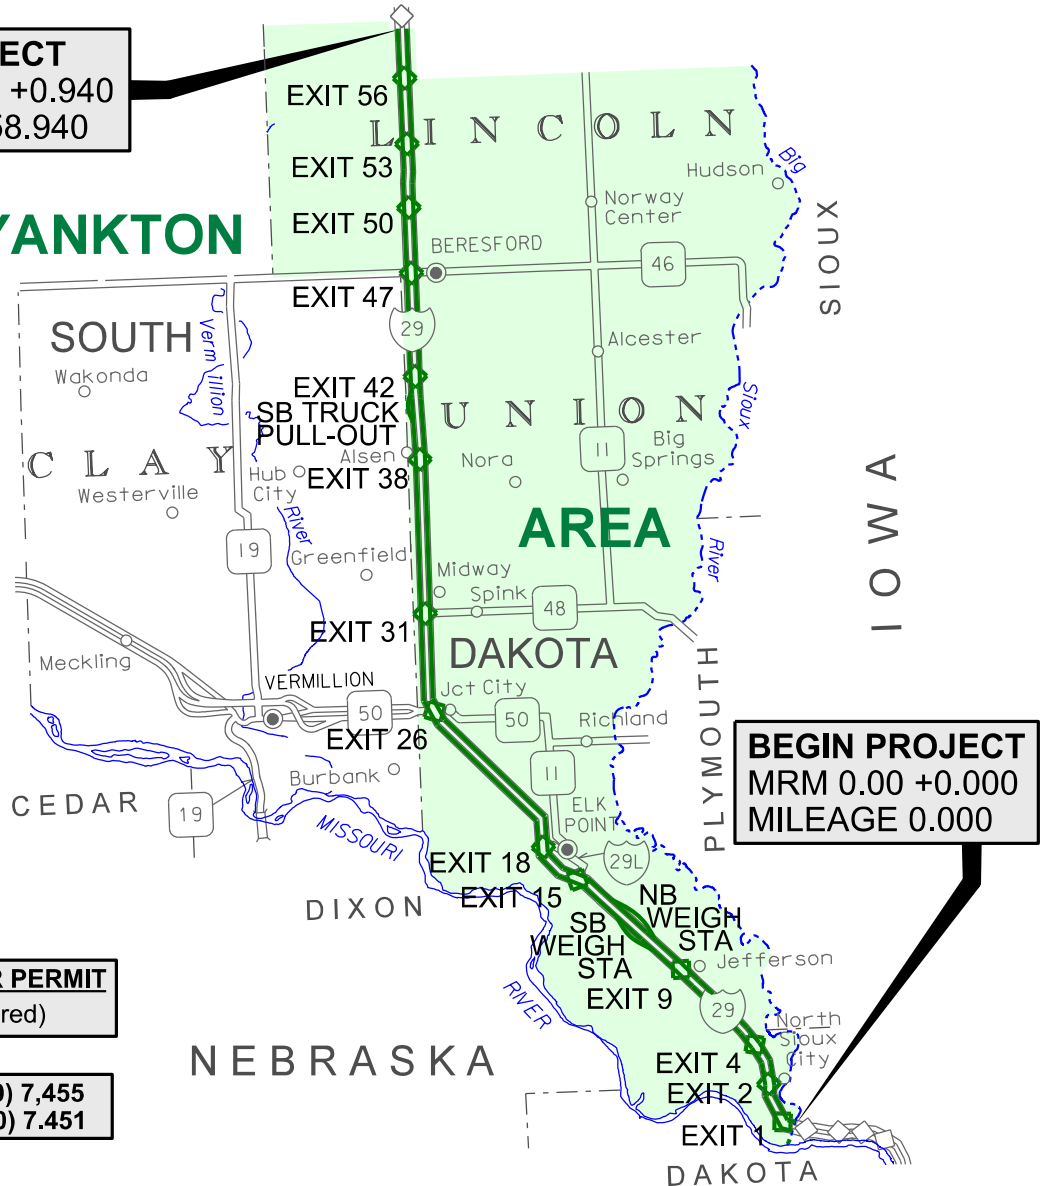 ECT
+0.940
58.940
EXIT 56
LINCOLN
EXIT 53
Hudson
Big
Norway
Center
SIOUX
EXIT 50
YANKTON
BERESFORD
46
EXIT 47
29
SOUTH
Vermillion
Alcester
Wakonda
EXIT 42
SB TRUCK
PULL-OUT
UNION
Sioux
11
Big
Springs
Alsen
Nora
CLAY
Hub
City
EXIT 38
Westerville
River
AREA
IOWA
19
Greenfield
River
Midway
Spink
48
EXIT 31
DAKOTA
Meckling
VERMILLION
Jct City
PLYMOUTH
50
50
Richland
EXIT 26
11
Burbank
BEGIN PROJECT
MRM 0.00 +0.000
MILEAGE 0.000
CEDAR
19
ELK
POINT
MISSOURI
EXIT 18
29L
EXIT 15
NB
WEIGH
STA
DIXON
SB
WEIGH
STA
Jefferson
R PERMIT
red)
RIVER
EXIT 9
29
North
Sioux
City
NEBRASKA
EXIT 4
0) 7,455
0) 7.451
EXIT 2
EXIT 1
DAKOTA